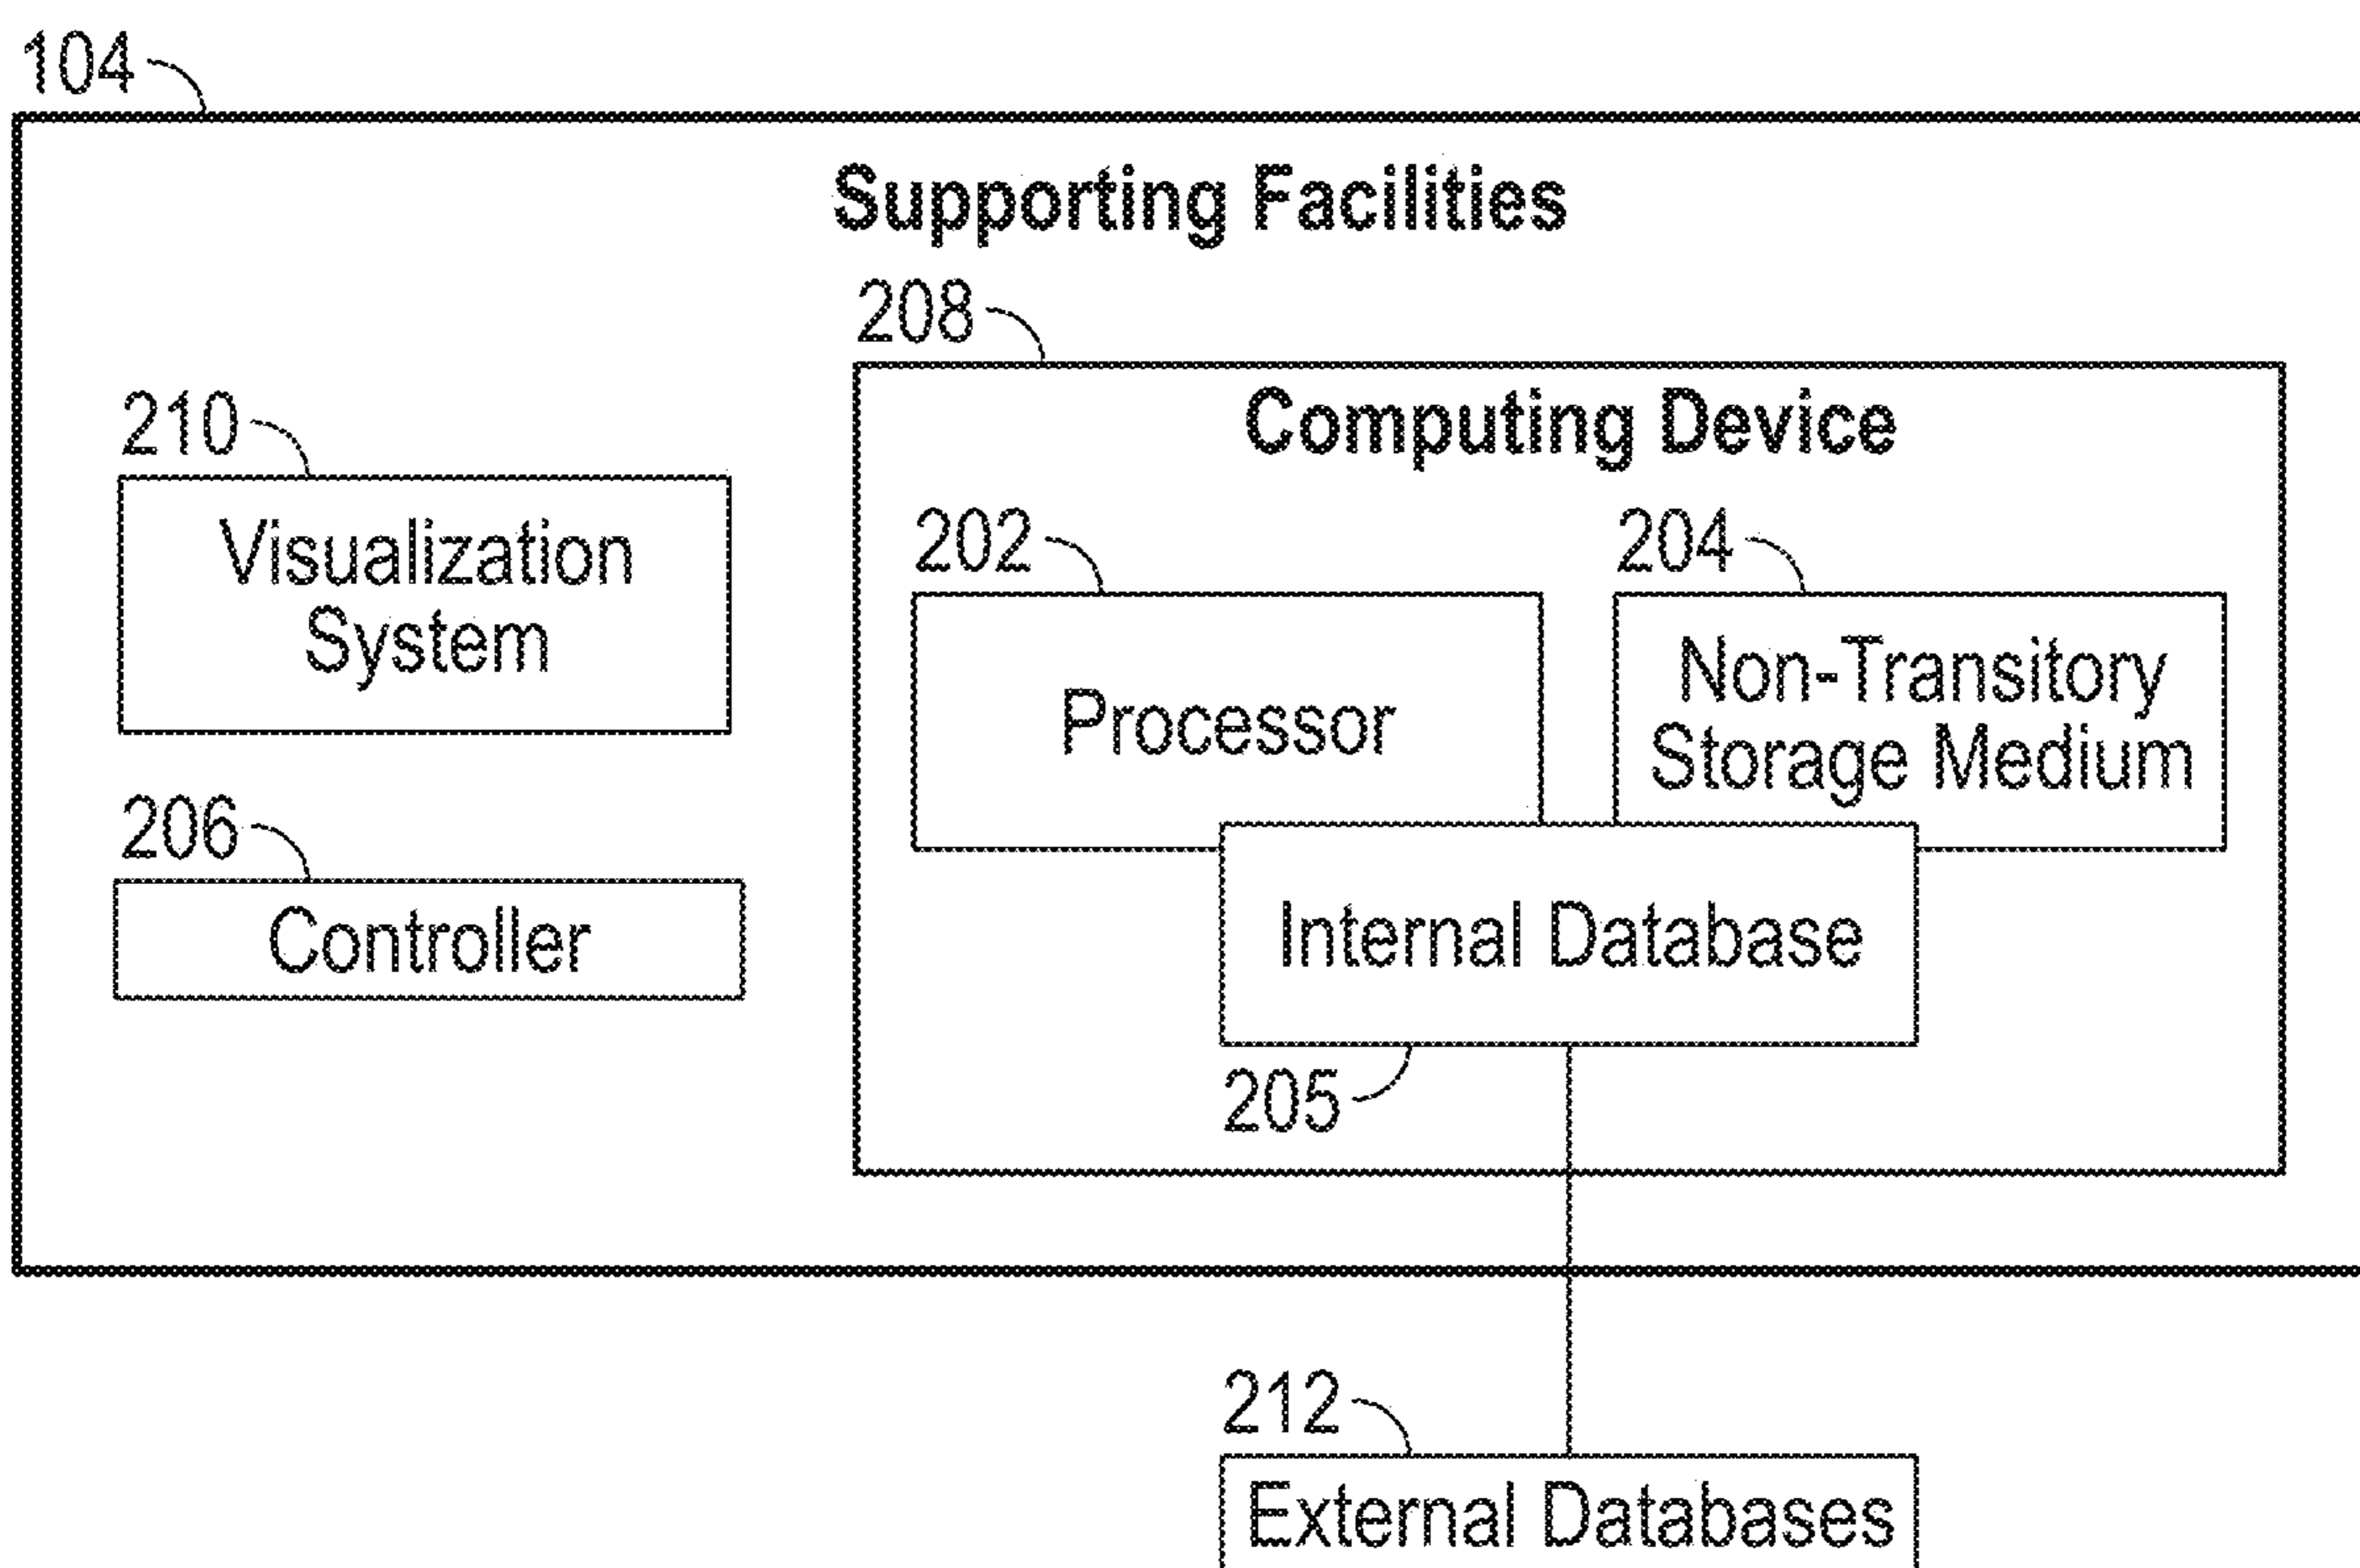 104
Supporting Facilities
208
Computing Device
210
Visualization
System
202
Processor
204
Non-Transitory
Storage Medium
206
Controller
Internal Database
205
212
External Databases